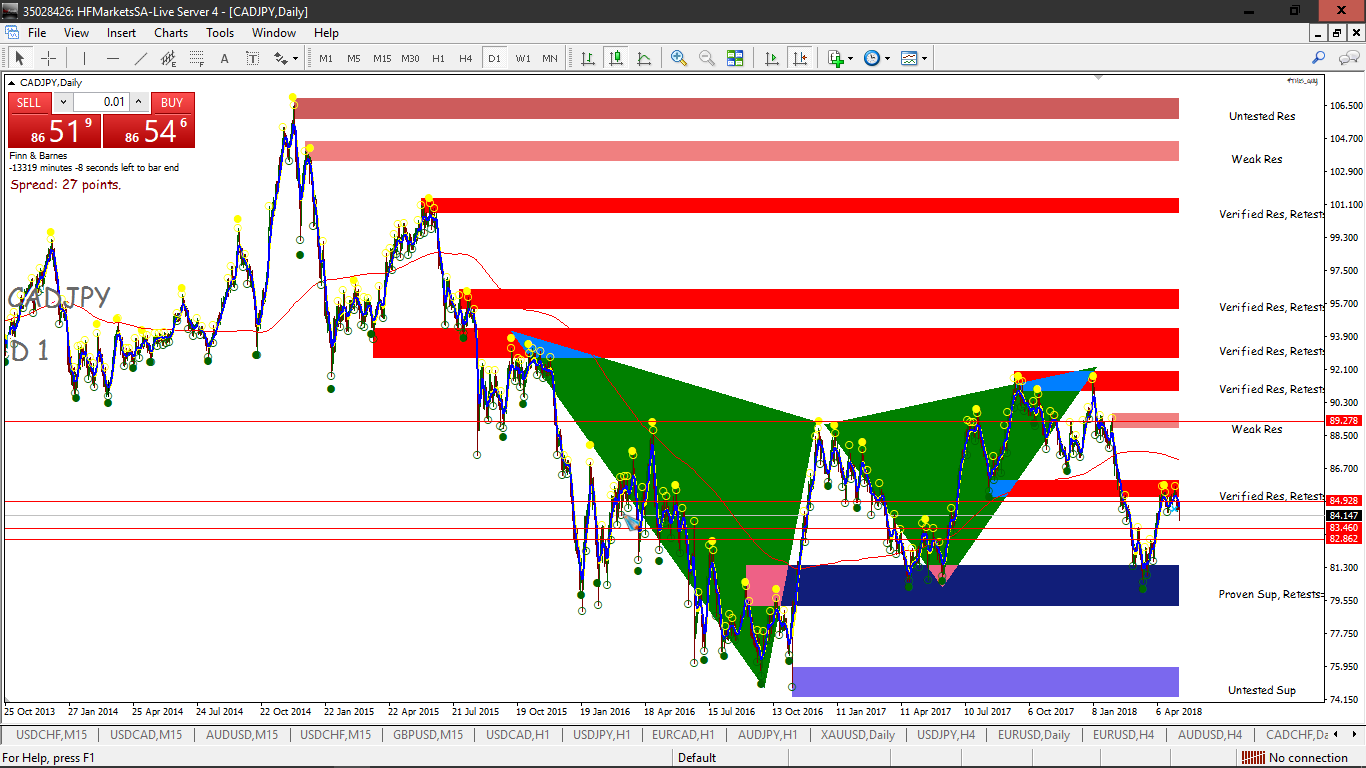 35028426: HFMarketsSA-Live Server 4 - [CADJPY,Daily]
File View Insert Charts Tools Window Help
A T M1 M5 M15 M30 H1 H4 D1 W1 MN
CADJPY,Daily
SELL 0.01 BUY
86 51 9 86 54 6
Finn & Barnes
-13319 minutes -8 seconds left to bar end
Spread: 27 points.
CADJPY
D 1
Untested Res
Weak Res
Verified Res, Retests
Verified Res, Retests
Verified Res, Retests
Verified Res, Retests
Weak Res
Verified Res, Retests
Proven Sup, Retests=
Untested Sup
106.500
104.700
102.900
101.100
99.300
97.500
95.700
93.900
92.100
90.300
89.278
88.500
86.700
84.928
84.147
83.460
82.862
81.300
79.550
77.750
75.950
74.150
25 Oct 2013 27 Jan 2014 25 Apr 2014 24 Jul 2014 22 Oct 2014 22 Jan 2015 22 Apr 2015 21 Jul 2015 19 Oct 2015 19 Jan 2016 18 Apr 2016 15 Jul 2016 13 Oct 2016 11 Jan 2017 11 Apr 2017 10 Jul 2017 6 Oct 2017 8 Jan 2018 6 Apr 2018
USDCHF,M15 USDCAD,M15 AUDUSD,M15 USDCHF,M15 GBPUSD,M15 USDCAD,H1 USDJPY,H1 EURCAD,H1 AUDJPY,H1 XAUUSD,Daily USDJPY,H4 EURUSD,Daily EURUSD,H4 AUDUSD,H4 CADCHF,Da
For Help, press F1 Default No connection